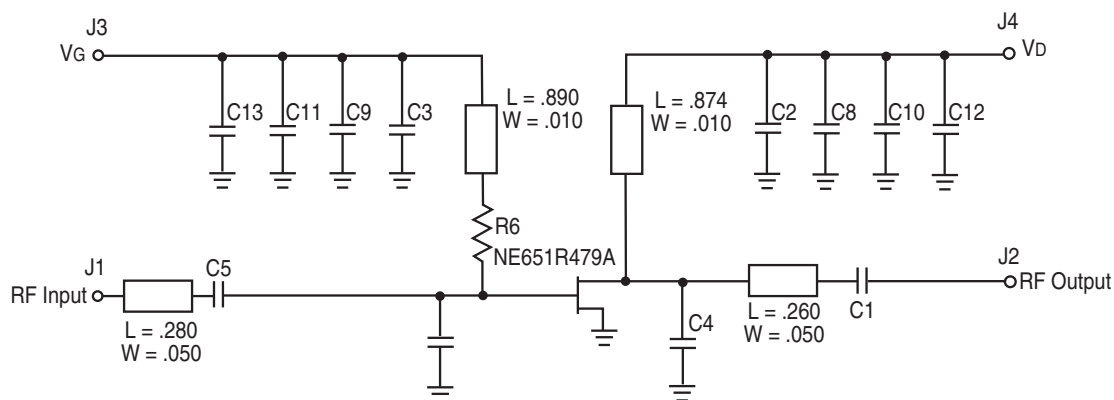 J3
VG
C13
C11
C9
C3
L = .890
W = .010
L = .874
W = .010
C2
C8
C10
C12
J4
VD
R6
NE651R479A
J1
RF Input
C5
L = .280
W = .050
C4
L = .260
W = .050
C1
J2
RF Output